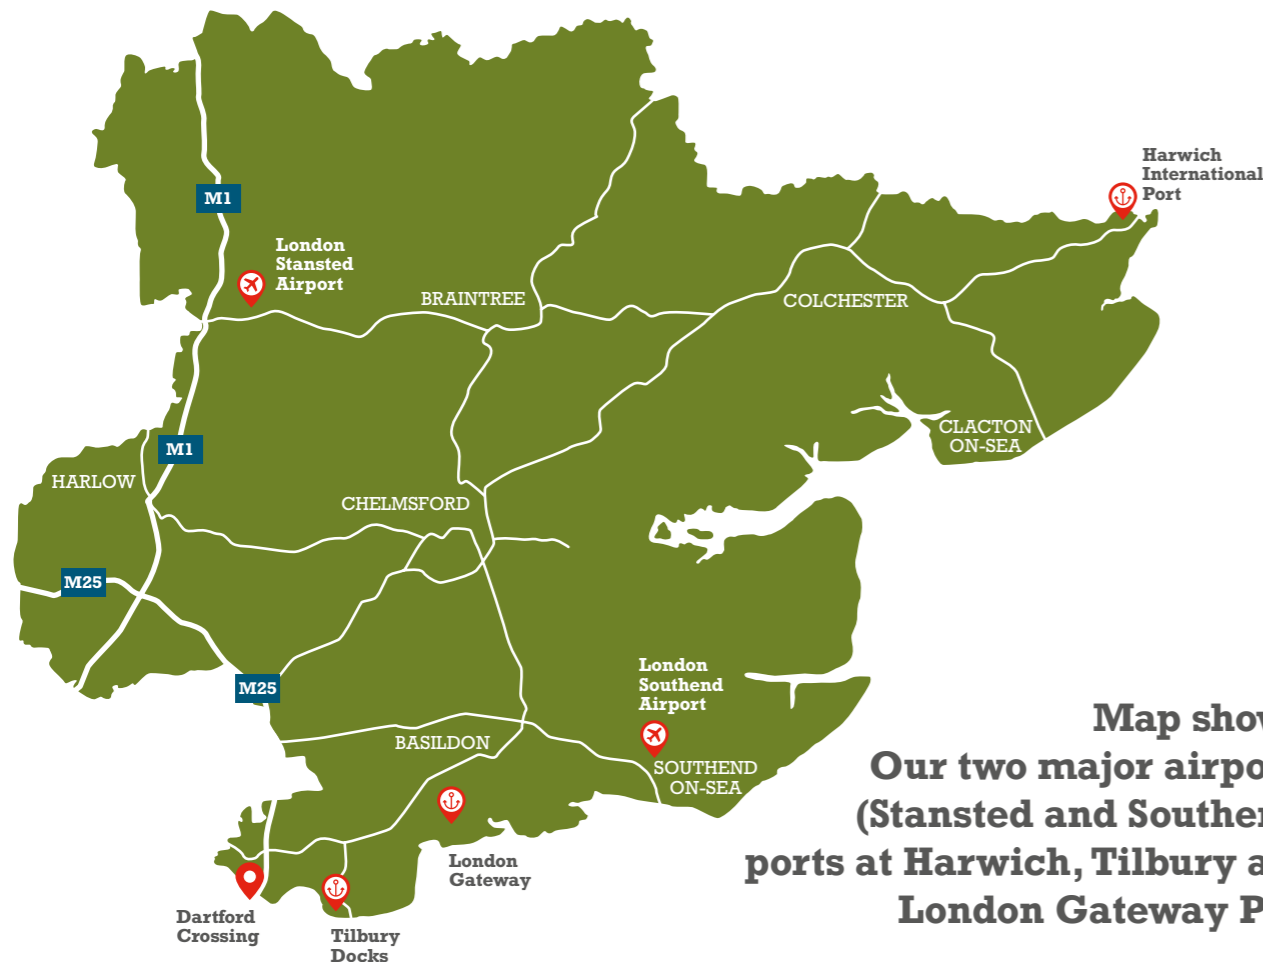 Harwich
International
Port
M1
London
Stansted
Airport
BRAINTREE
COLCHESTER
CLACTON
ON-SEA
M1
HARLOW
CHELMSFORD
M25
M25
London
Southend
Airport
BASILDON
SOUTHEND
ON-SEA
London
Gateway
Dartford
Crossing
Tilbury
Docks
Map show
Our two major airpo
(Stansted and Southen
ports at Harwich, Tilbury a
London Gateway P